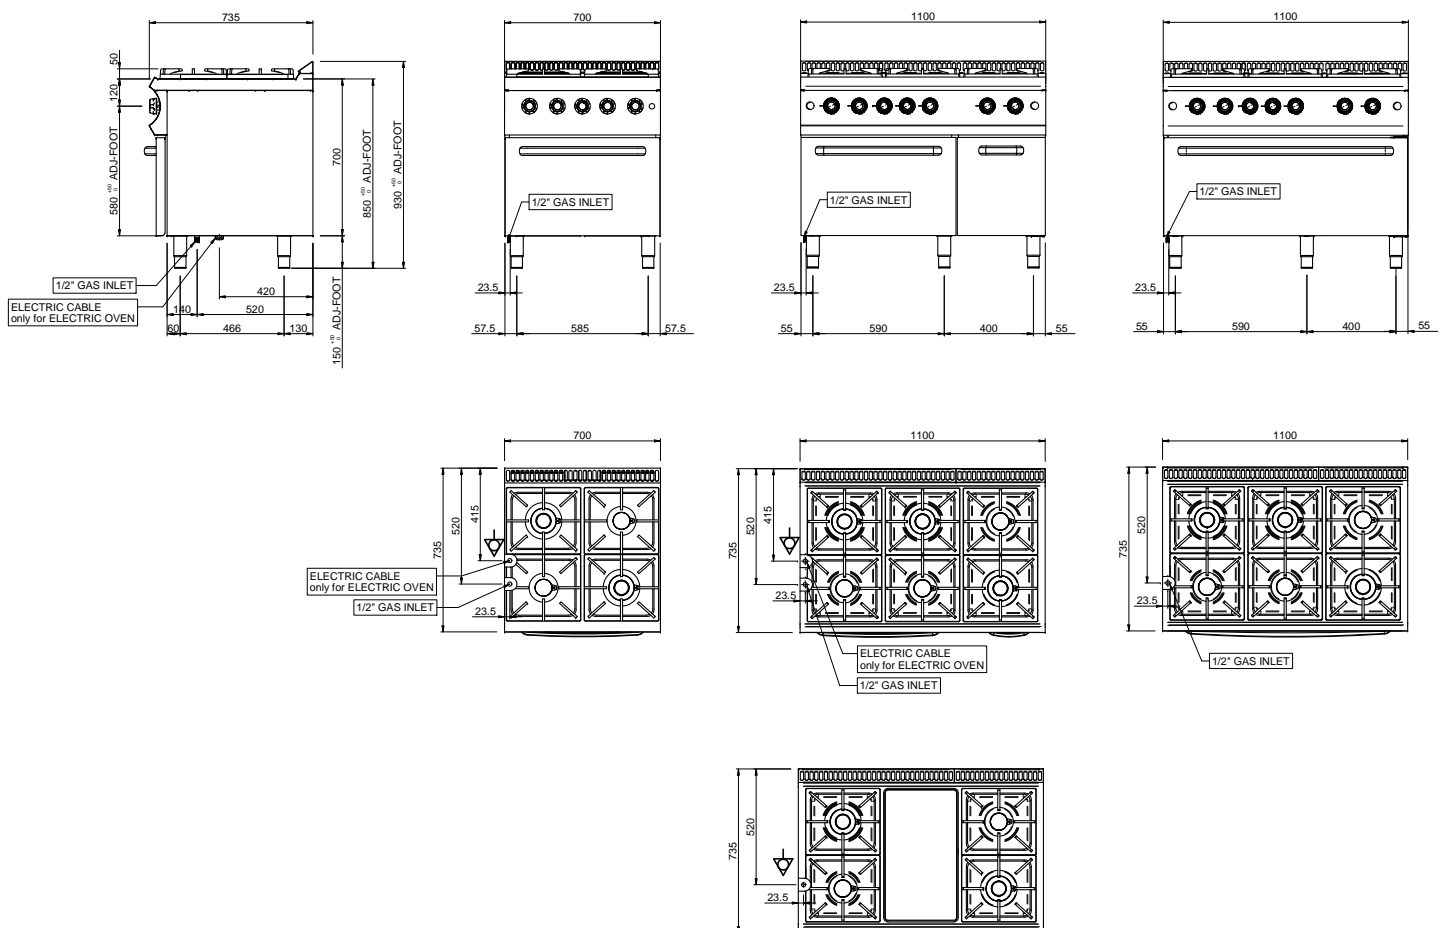 735
700
1100
1100
50
120
580 +50 0 ADJ-FOOT
700
850 +50 0 ADJ-FOOT
930 +50 0 ADJ-FOOT
1/2" GAS INLET
1/2" GAS INLET
1/2" GAS INLET
1/2" GAS INLET
ELECTRIC CABLE
only for ELECTRIC OVEN
420
140
520
60
466
130
150 +50 0 ADJ-FOOT
23.5
57.5
585
57.5
23.5
55
590
400
55
23.5
55
590
400
55
700
1100
1100
735
520
415
ELECTRIC CABLE
only for ELECTRIC OVEN
1/2" GAS INLET
23.5
735
520
415
23.5
ELECTRIC CABLE
only for ELECTRIC OVEN
1/2" GAS INLET
735
520
23.5
1/2" GAS INLET
735
520
23.5